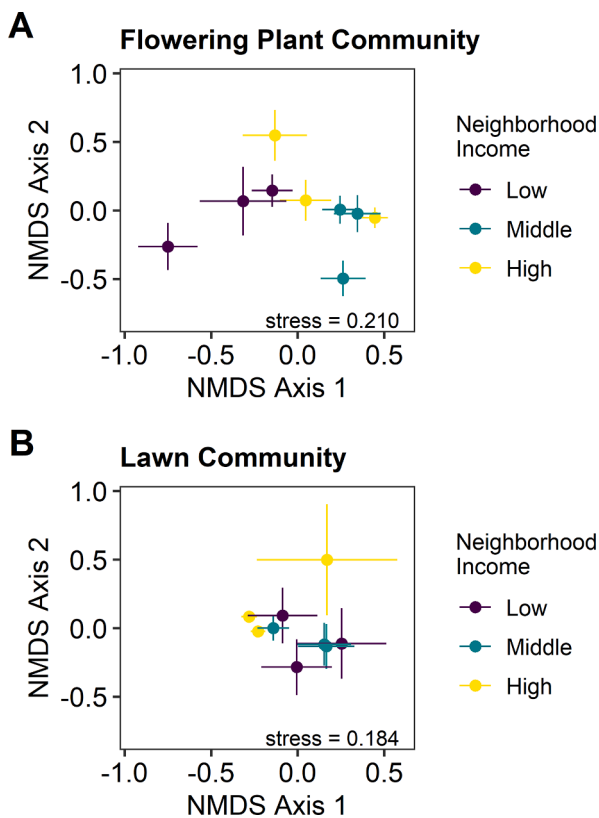 A
Flowering Plant Community
1.0
0.5
0.0
-0.5
NMDS Axis 2
stress = 0.210
-1.0 -0.5 0.0 0.5
NMDS Axis 1
Neighborhood
Income
Low
Middle
High
B
Lawn Community
1.0
0.5
0.0
-0.5
NMDS Axis 2
stress = 0.184
-1.0 -0.5 0.0 0.5
NMDS Axis 1
Neighborhood
Income
Low
Middle
High